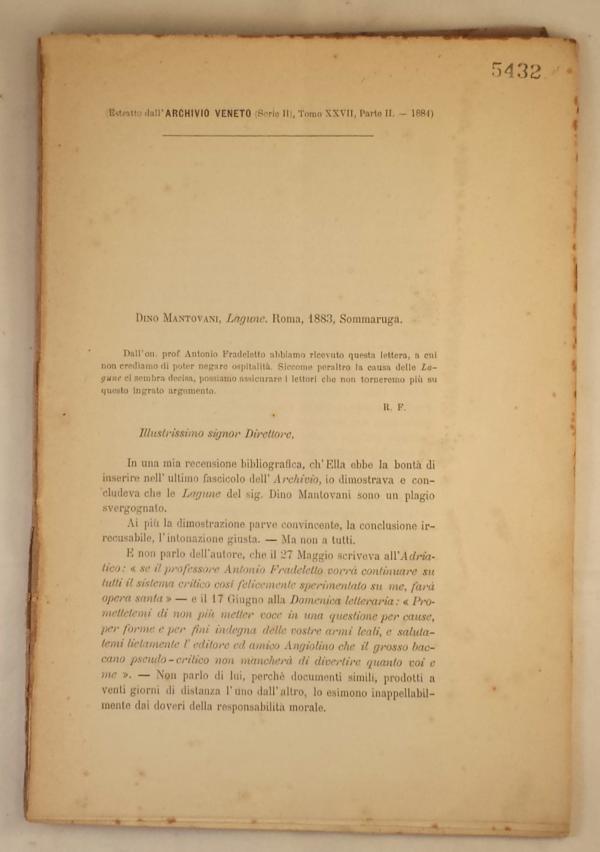 5432
(Estratto dall'ARCHIVIO VENETO (Serie II), Tomo XXVII, Parte II. — 1884)
DINO MANTOVANI, Lagune. Roma, 1883, Sommaruga.
Dall'on. prof Antonio Fradeletto abbiamo ricevuto questa lettera, a cui
non crediamo di poter negare ospitalità. Siccome peraltro la causa delle La-
gune ci sembra decisa, possiamo assicurare i lettori che non torneremo più su
questo ingrato argomento.
R. F.
Illustrissimo signor Direttore,
In una mia recensione bibliografica, ch'Ella ebbe la bontà di
inserire nell'ultimo fascicolo dell'Archivio, io dimostrava e con-
cludeva che le Lagune del sig. Dino Mantovani sono un plagio
svergognato.
Ai più la dimostrazione parve convincente, la conclusione ir-
recusabile, l'intonazione giusta. — Ma non a tutti.
E non parlo dell'autore, che il 27 Maggio scriveva all'Adria-
tico: « se il professore Antonio Fradeletto vorrà continuare su
tutti il sistema critico così felicemente sperimentato su me, farà
opera santa » — e il 17 Giugno alla Domenica letteraria: « Pro-
mettetemi di non più metter voce in una questione per cause,
per forme e per fini indegna delle vostre armi leali, e saluta-
temi lietamente l'editore ed amico Angiolino che il grosso bac-
cano pseudo-critico non mancherà di divertire quanto voi e
me ». — Non parlo di lui, perchè documenti simili, prodotti a
venti giorni di distanza l'uno dall'altro, lo esimono inappellabil-
mente dai doveri della responsabilità morale.